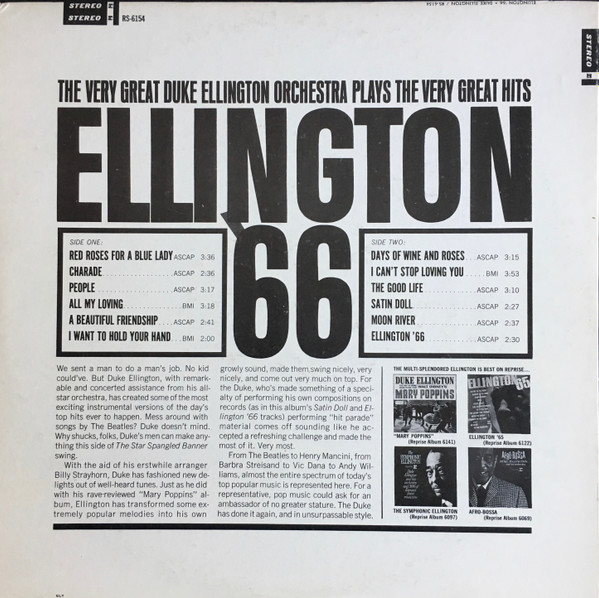 STEREO
STEREO
RS-6154
ELLINGTON '66 • DUKE ELLINGTON / RS-6154
STEREO
THE VERY GREAT DUKE ELLINGTON ORCHESTRA PLAYS THE VERY GREAT HITS
ELLINGTON
'66
SIDE ONE:
RED ROSES FOR A BLUE LADY ASCAP 3:36
CHARADE ASCAP 2:36
PEOPLE ASCAP 3:17
ALL MY LOVING BMI 3:18
A BEAUTIFUL FRIENDSHIP ASCAP 2:41
I WANT TO HOLD YOUR HAND BMI 2:00
SIDE TWO:
DAYS OF WINE AND ROSES ASCAP 3:15
I CAN'T STOP LOVING YOU BMI 3:53
THE GOOD LIFE ASCAP 3:10
SATIN DOLL ASCAP 2:27
MOON RIVER ASCAP 2:37
ELLINGTON '66 ASCAP 2:30
We sent a man to do a man's job. No kid
could've. But Duke Ellington, with remark-
able and concerted assistance from his all-
star orchestra, has created some of the most
exciting instrumental versions of the day's
top hits ever to happen. Mess around with
songs by The Beatles? Duke doesn't mind.
Why shucks, folks, Duke's men can make any-
thing this side of The Star Spangled Banner
swing.
With the aid of his erstwhile arranger
Billy Strayhorn, Duke has fashioned new de-
lights out of well-heard tunes. Just as he did
with his rave-reviewed "Mary Poppins" al-
bum, Ellington has transformed some ex-
tremely popular melodies into his own
growly sound, made them swing nicely, very
nicely, and come out very much on top. For
the Duke, who's made something of a speci-
alty of performing his own compositions on
records (as in this album's Satin Doll and El-
lington '66 tracks) performing "hit parade"
material comes off sounding like he ac-
cepted a refreshing challenge and made the
most of it. Very most.
From The Beatles to Henry Mancini, from
Barbra Streisand to Vic Dana to Andy Wil-
liams, almost the entire spectrum of today's
top popular music is represented here. For a
representative, pop music could ask for an
ambassador of no greater stature. The Duke
has done it again, and in unsurpassable style.
THE MULTI-SPLENDORED ELLINGTON IS BEST ON REPRISE...
DUKE ELLINGTON
MARY POPPINS
ELLINGTON '65
"MARY POPPINS"
(Reprise Album 6141)
ELLINGTON '65
(Reprise Album 6122)
THE SYMPHONIC ELLINGTON
AFRO-BOSSA
THE SYMPHONIC ELLINGTON
(Reprise Album 6097)
AFRO-BOSSA
(Reprise Album 6069)